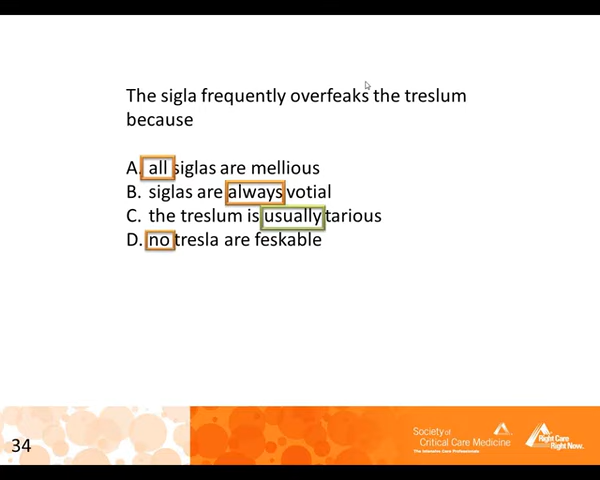 The sigla frequently overfeaks the treslum
because
A. all siglas are mellious
B. siglas are always votial
C. the treslum is usually tarious
D. no tresla are feskable
34
Society of
Critical Care Medicine
The Intensive Care Professionals
Right Care
Right Now.